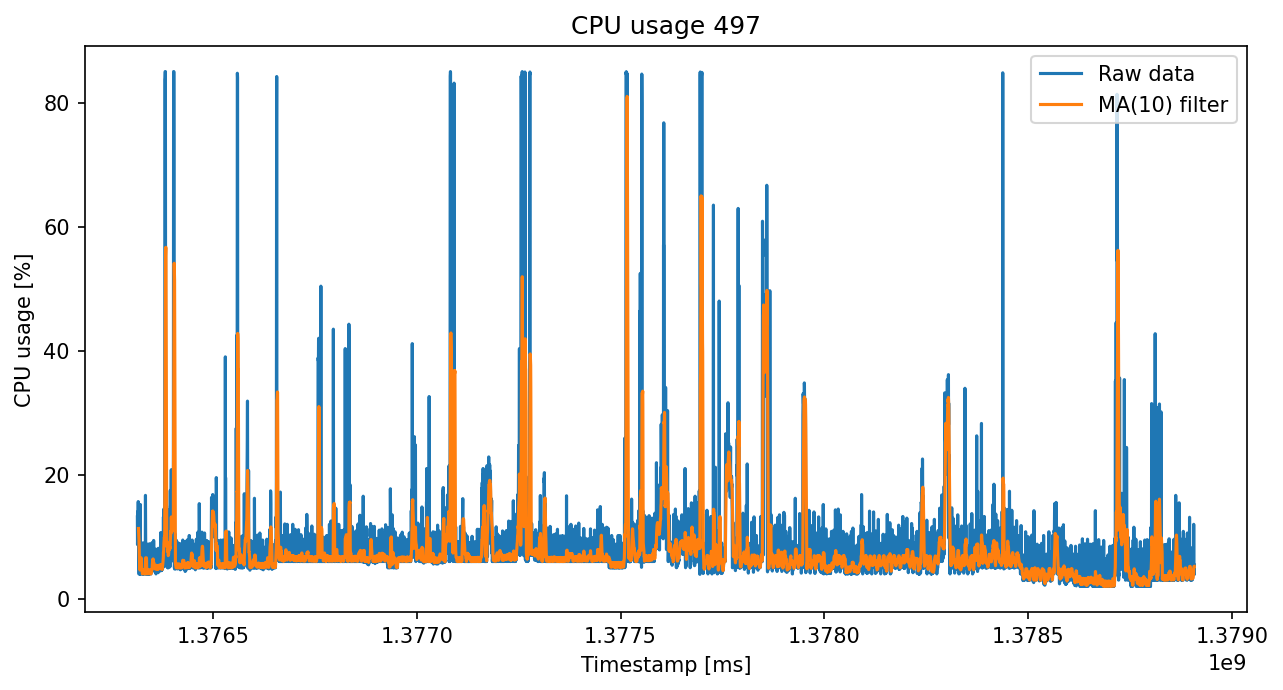 CPU usage 497
Raw data
MA(10) filter
CPU usage [%]
80
60
40
20
0
1.3765 1.3770 1.3775 1.3780 1.3785 1.3790
1e9
Timestamp [ms]